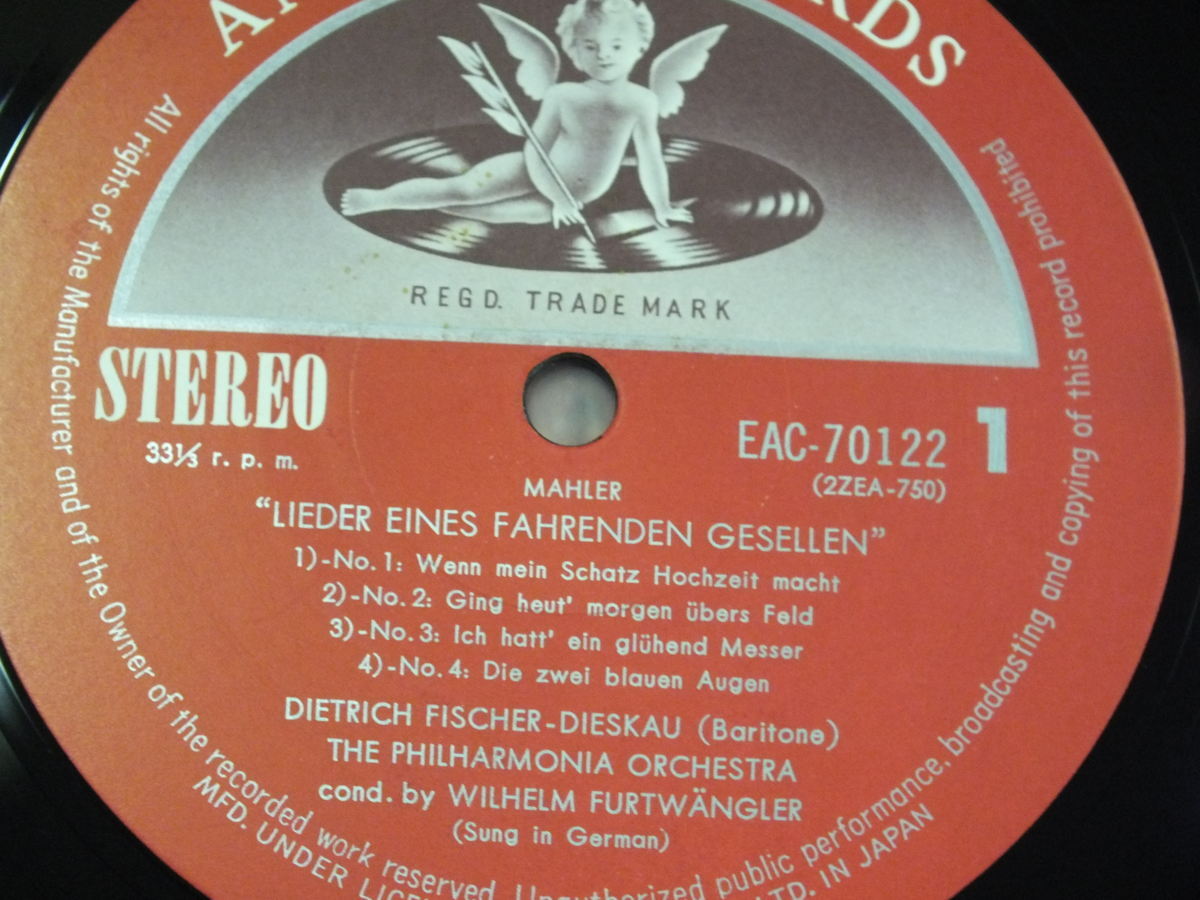 REGD. TRADE MARK
STEREO
33⅓ r. p. m.
EAC-70122
1
(2ZEA-750)
MAHLER
“LIEDER EINES FAHRENDEN GESELLEN”
1)-No. 1: Wenn mein Schatz Hochzeit macht
2)-No. 2: Ging heut' morgen übers Feld
3)-No. 3: Ich hatt' ein glühend Messer
4)-No. 4: Die zwei blauen Augen
DIETRICH FISCHER-DIESKAU (Baritone)
THE PHILHARMONIA ORCHESTRA
cond. by WILHELM FURTWÄNGLER
(Sung in German)
All rights of the Manufacturer and of the Owner of the recorded work reserved. Unauthorized public performance, broadcasting and copying of this record prohibited
MFD. UNDER LTD. IN JAPAN